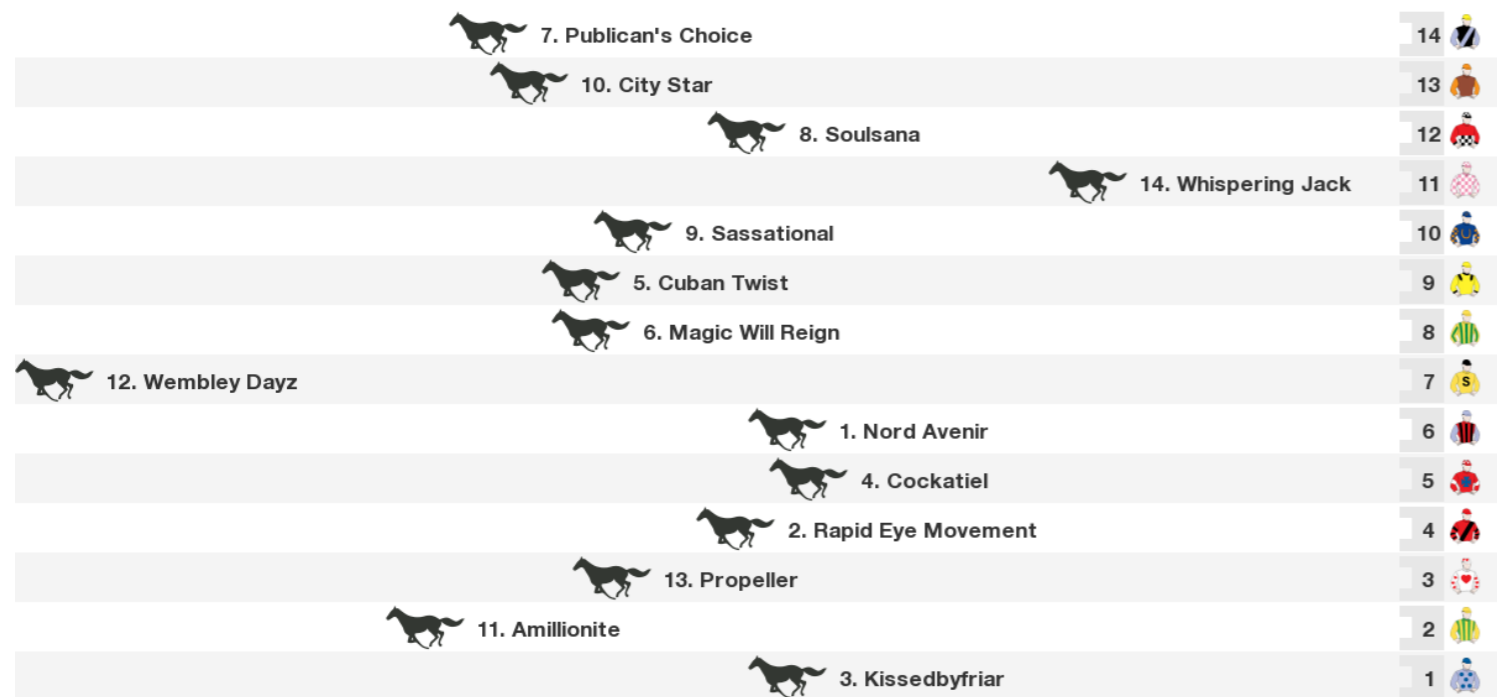 7. Publican's Choice 14
10. City Star 13
8. Soulsana 12
14. Whispering Jack 11
9. Sassational 10
5. Cuban Twist 9
6. Magic Will Reign 8
12. Wembley Dayz 7 S
1. Nord Avenir 6
4. Cockatiel 5
2. Rapid Eye Movement 4
13. Propeller 3
11. Amillionite 2
3. Kissedbyfriar 1